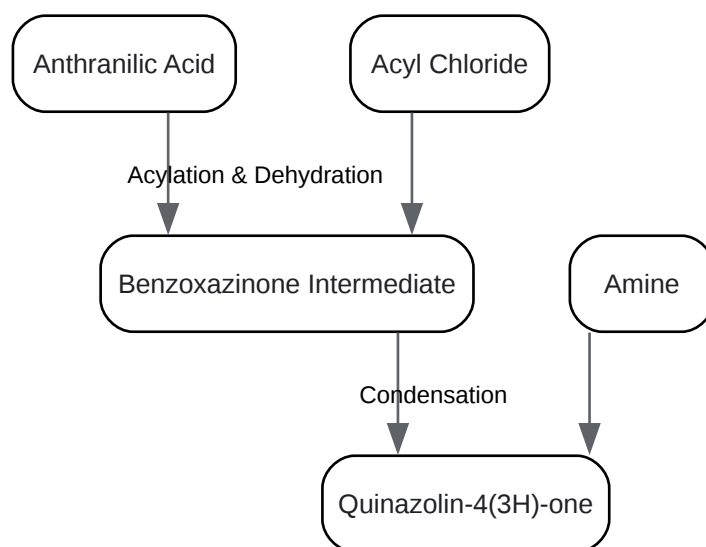 Anthranilic Acid
Acyl Chloride
Acylation & Dehydration
Benzoxazinone Intermediate
Amine
Condensation
Quinazolin-4(3H)-one